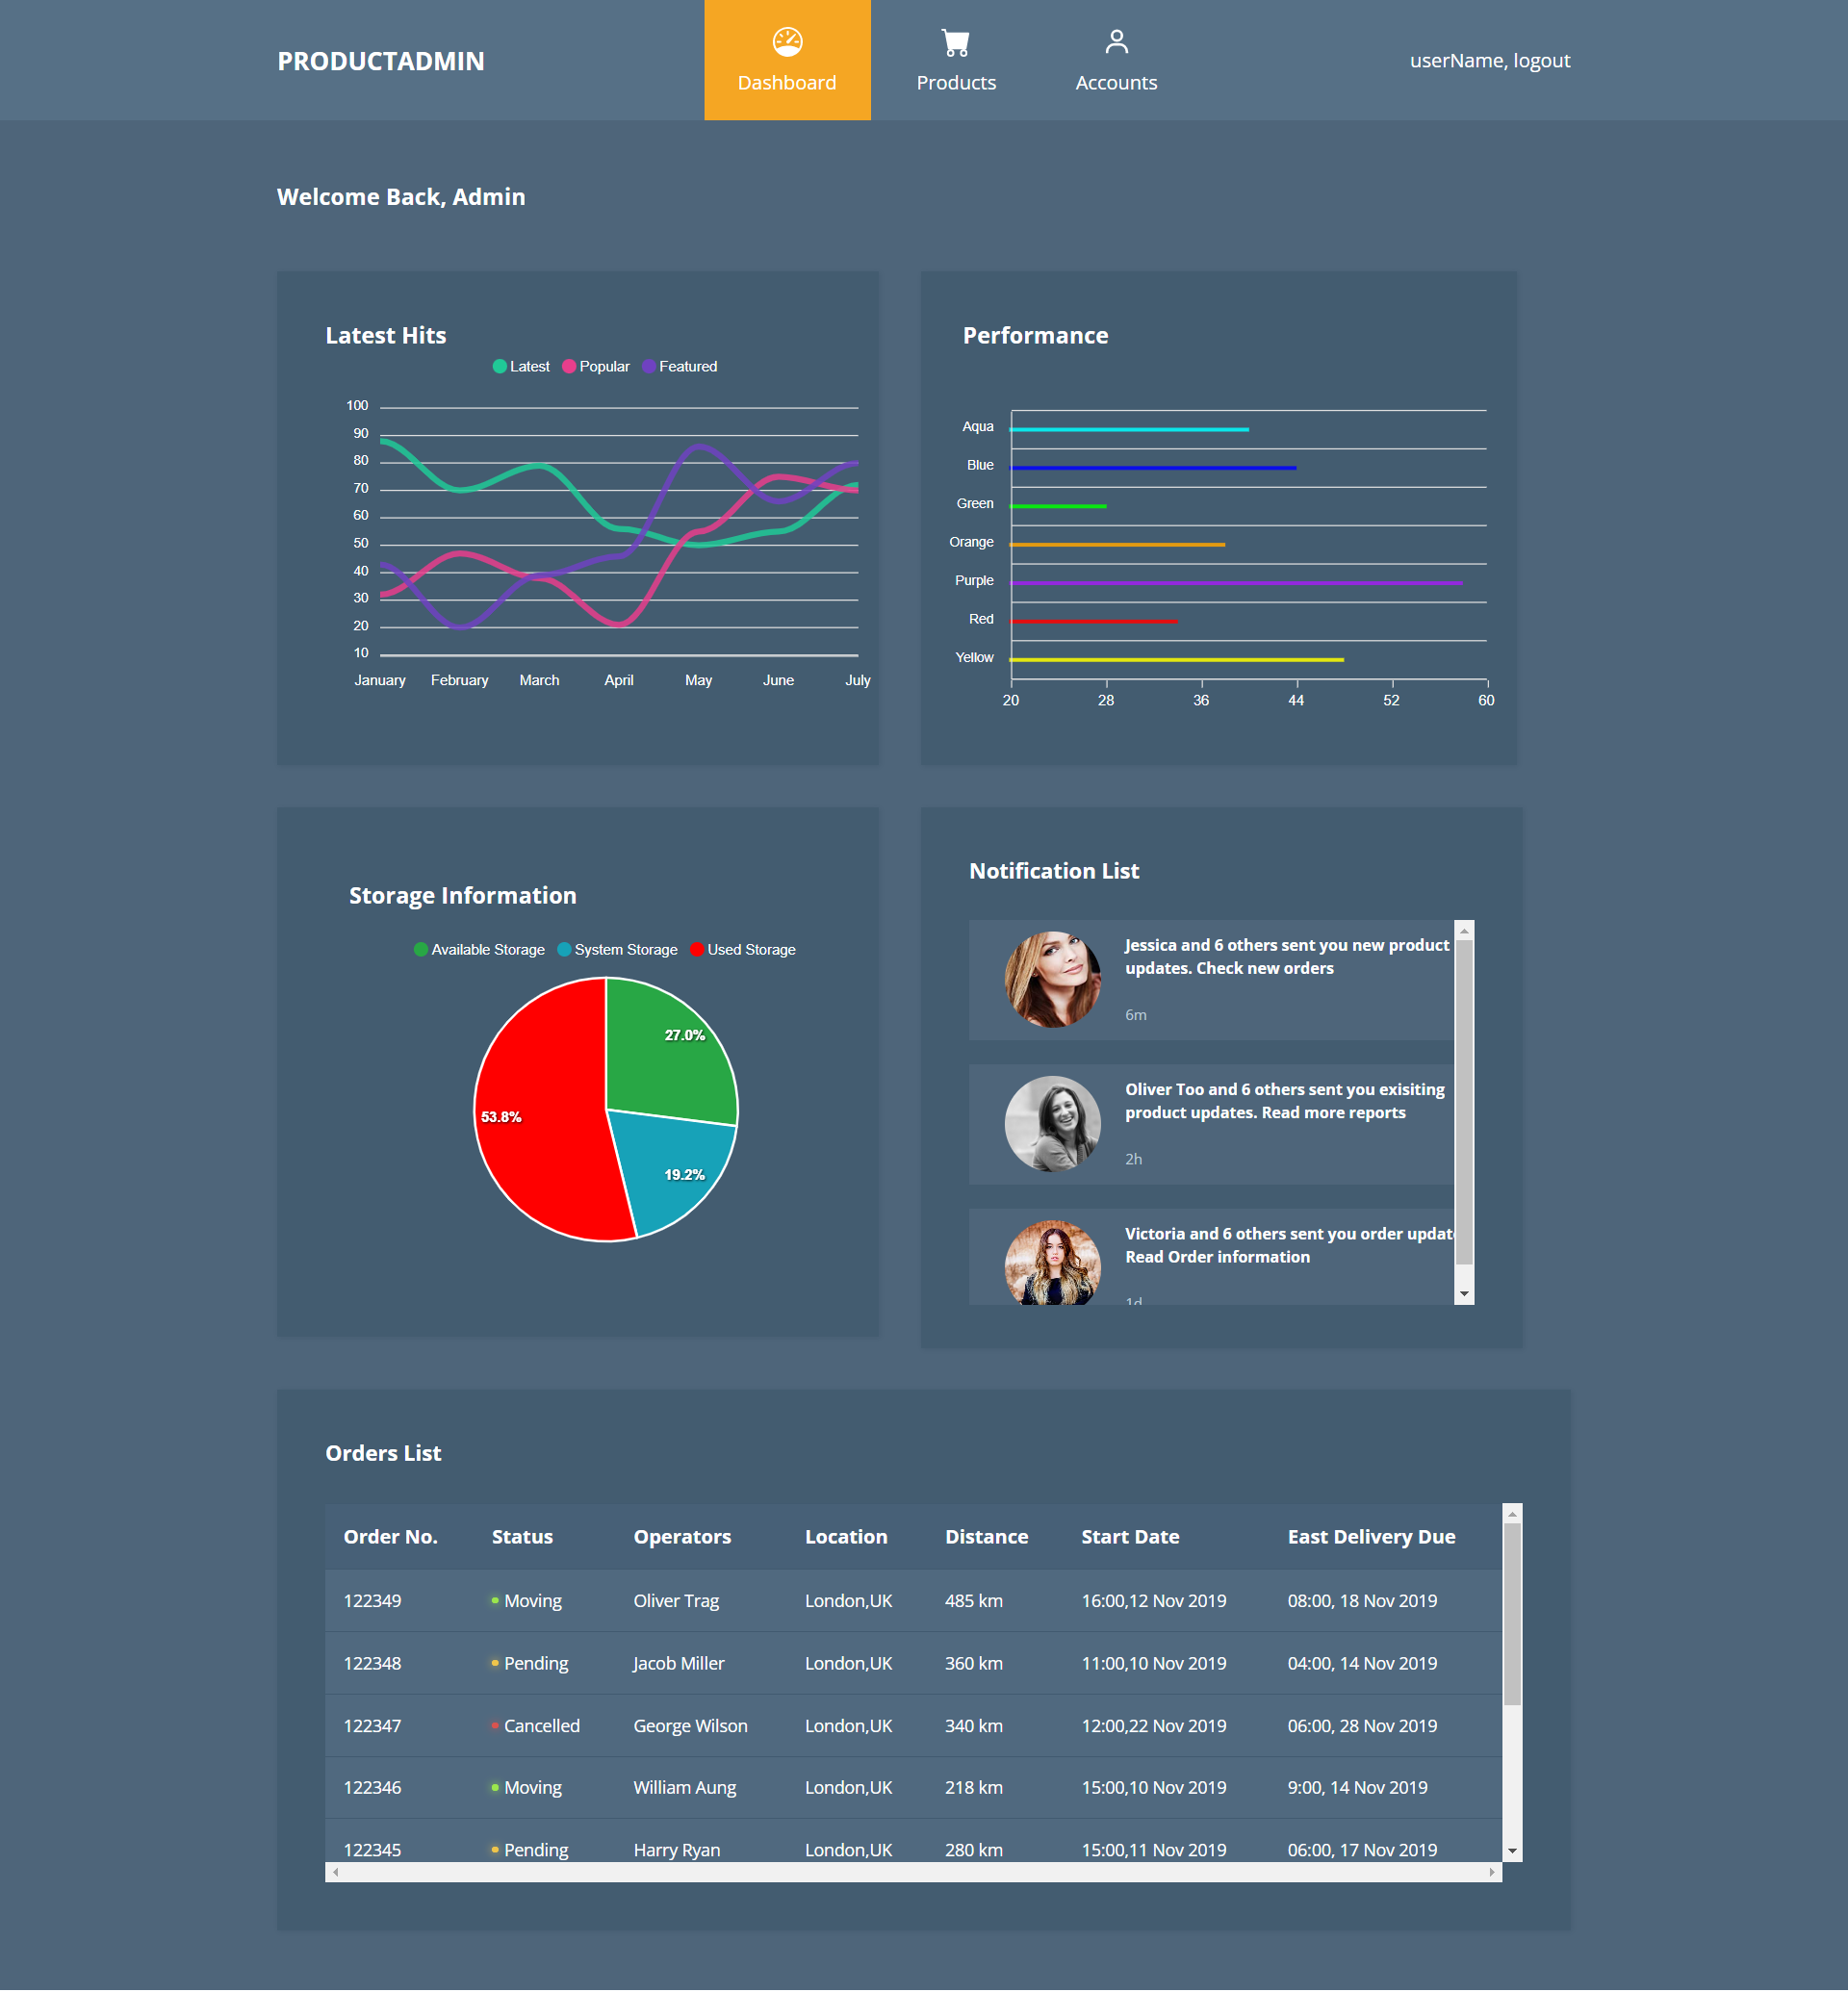 PRODUCTADMIN
Dashboard
Products
Accounts
userName, logout
Welcome Back, Admin
Latest Hits
Latest Popular Featured
100
90
80
70
60
50
40
30
20
10
January February March April May June July
Performance
Aqua
Blue
Green
Orange
Purple
Red
Yellow
20 28 36 44 52 60
Storage Information
Available Storage System Storage Used Storage
27.0%
53.8%
19.2%
Notification List
Jessica and 6 others sent you new product
updates. Check new orders
6m
Oliver Too and 6 others sent you exisiting
product updates. Read more reports
2h
Victoria and 6 others sent you order updat
Read Order information
1d
Orders List
Order No. Status Operators Location Distance Start Date East Delivery Due
122349 Moving Oliver Trag London,UK 485 km 16:00,12 Nov 2019 08:00, 18 Nov 2019
122348 Pending Jacob Miller London,UK 360 km 11:00,10 Nov 2019 04:00, 14 Nov 2019
122347 Cancelled George Wilson London,UK 340 km 12:00,22 Nov 2019 06:00, 28 Nov 2019
122346 Moving William Aung London,UK 218 km 15:00,10 Nov 2019 9:00, 14 Nov 2019
122345 Pending Harry Ryan London,UK 280 km 15:00,11 Nov 2019 06:00, 17 Nov 2019